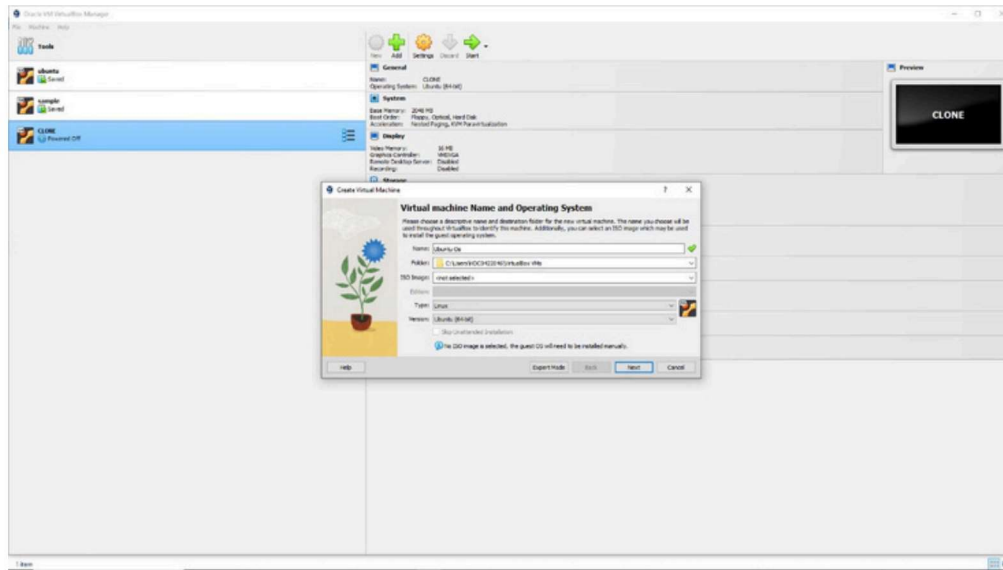 Oracle VM VirtualBox Manager
File Machine Help
Tools
New Add Settings Discard Start
ubuntu
Saved
sample
Saved
CLONE
Powered Off
General
Name: CLONE
Operating System: Ubuntu (64-bit)
System
Base Memory: 2048 MB
Boot Order: Floppy, Optical, Hard Disk
Acceleration: Nested Paging, KVM Paravirtualization
Display
Video Memory: 16 MB
Graphics Controller: VMSVGA
Remote Desktop Server: Disabled
Recording: Disabled
Storage
Preview
CLONE
Create Virtual Machine
? X
Virtual machine Name and Operating System
Please choose a descriptive name and destination folder for the new virtual machine. The name you choose will be
used throughout VirtualBox to identify this machine. Additionally, you can select an ISO image which may be used
to install the guest operating system.
Name: Ubuntu Os
Folder:
ISO Image: <not selected>
Edition:
Type: Linux
Version: Ubuntu (64-bit)
Skip Unattended Installation
No ISO image is selected, the guest OS will need to be installed manually.
Help Expert Mode Back Next Cancel
1 item